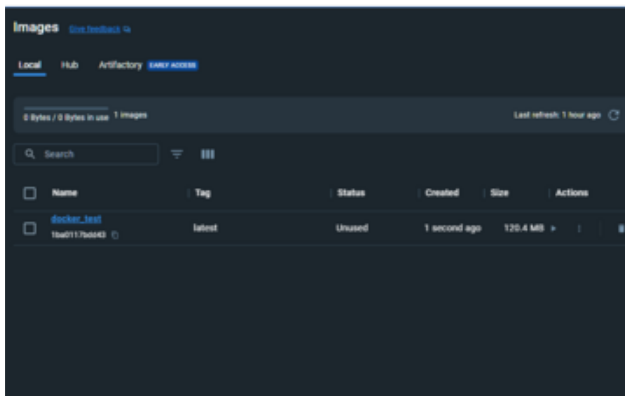 Images Give feedback
Local Hub Artifactory EARLY ACCESS
0 Bytes / 0 Bytes in use 1 images Last refresh: 1 hour ago
Search
Name Tag Status Created Size Actions
docker_test latest Unused 1 second ago 120.4 MB